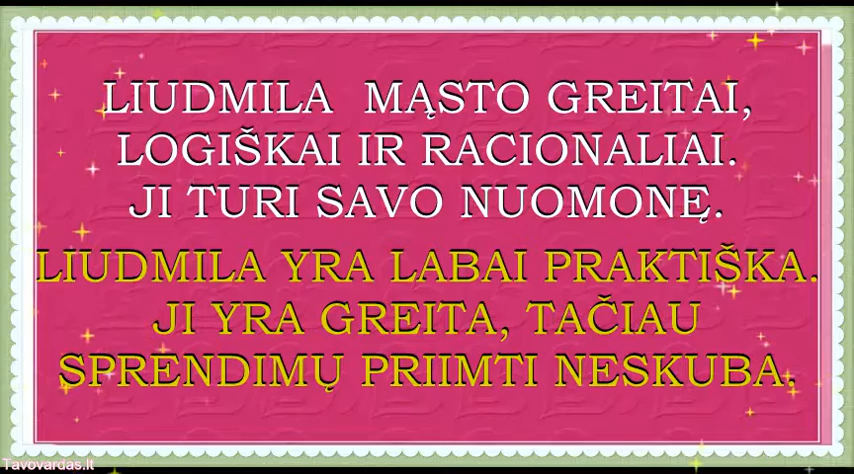 LIUDMILA MĄSTO GREITAI,
LOGIŠKAI IR RACIONALIAI.
JI TURI SAVO NUOMONĘ.
LIUDMILA YRA LABAI PRAKTIŠKA.
JI YRA GREITA, TAČIAU
SPRENDIMŲ PRIIMTI NESKUBA.
Tavovardas.lt